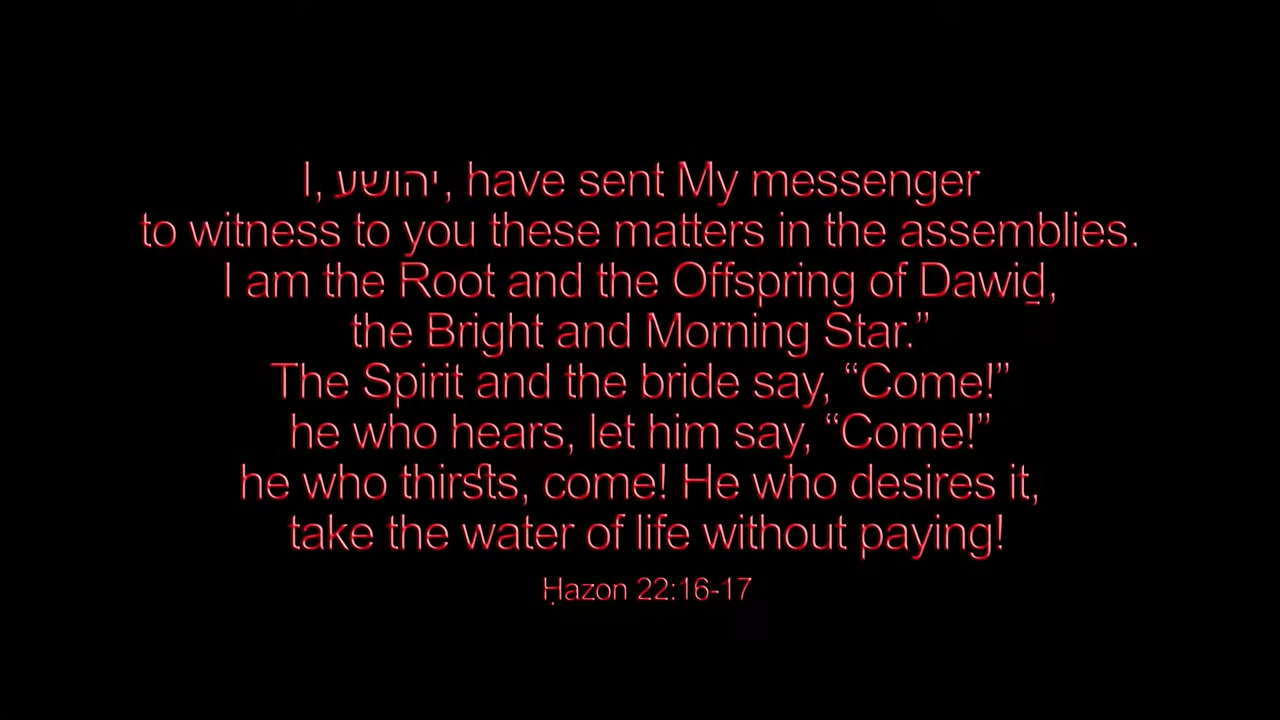 I, יהושע, have sent My messenger
to witness to you these matters in the assemblies.
I am the Root and the Offspring of Dawiḏ,
the Bright and Morning Star.”
The Spirit and the bride say, “Come!”
he who hears, let him say, “Come!”
he who thirsts, come! He who desires it,
take the water of life without paying!
Ḥazon 22:16-17